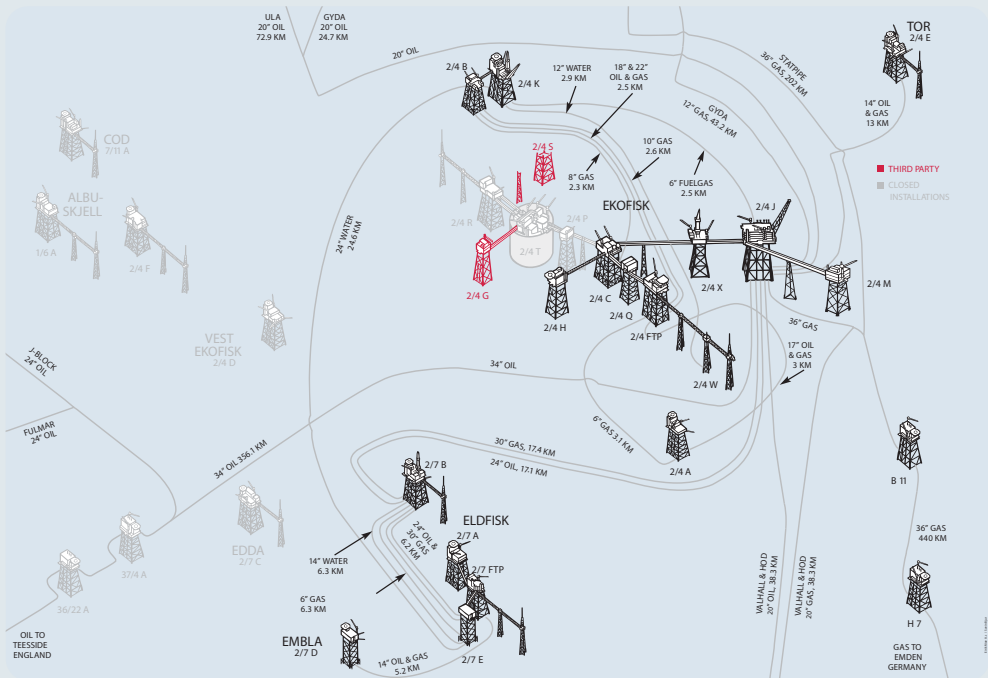 ULA
20" OIL
72.9 KM
GYDA
20" OIL
24.7 KM
20" OIL
2/4 B
2/4 K
12" WATER
2.9 KM
18" & 22"
OIL & GAS
2.5 KM
STATPIPE
36" GAS, 202 KM
TOR
2/4 E
14" OIL
& GAS
13 KM
GYDA
12" GAS, 43.2 KM
10" GAS
2.6 KM
8" GAS
2.3 KM
6" FUELGAS
2.5 KM
THIRD PARTY
CLOSED
INSTALLATIONS
COD
7/11 A
ALBU-
SKJELL
1/6 A
2/4 F
24" WATER
24.6 KM
2/4 S
2/4 R
2/4 T
2/4 P
2/4 G
EKOFISK
2/4 J
2/4 H
2/4 C
2/4 Q
2/4 FTP
2/4 X
2/4 M
2/4 W
36" GAS
17" OIL
& GAS
3 KM
VEST
EKOFISK
2/4 D
J-BLOCK
24" OIL
FULMAR
24" OIL
34" OIL
34" OIL 356.1 KM
6" GAS 3.1 KM
2/4 A
30" GAS, 17.4 KM
24" OIL, 17.1 KM
2/7 B
B 11
EDDA
2/7 C
37/4 A
36/22 A
ELDFISK
2/7 A
24" OIL &
30" GAS
6.2 KM
2/7 FTP
14" WATER
6.3 KM
6" GAS
6.3 KM
2/7 E
EMBLA
2/7 D
14" OIL & GAS
5.2 KM
VALHALL & HOD
20" OIL, 38.3 KM
VALHALL & HOD
20" GAS, 38.3 KM
36" GAS
440 KM
H 7
OIL TO
TEESSIDE
ENGLAND
GAS TO
EMDEN
GERMANY